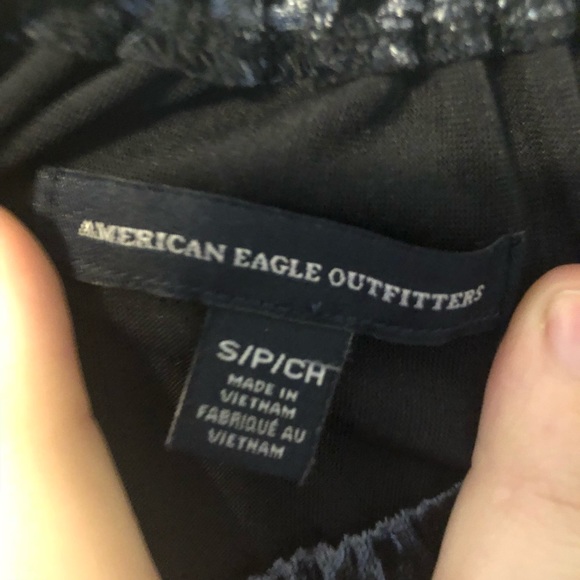 AMERICAN EAGLE OUTFITTERS
S/P/CH
MADE IN
VIETNAM
FABRIQUÉ AU
VIETNAM